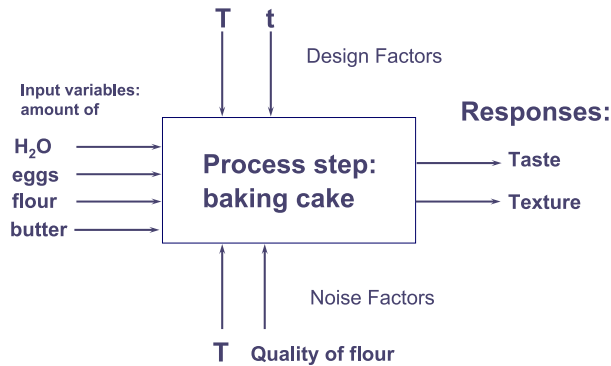 T t
Design Factors
Input variables:
amount of
Responses:
H₂O
eggs
flour
butter
Process step:
baking cake
Taste
Texture
Noise Factors
T Quality of flour